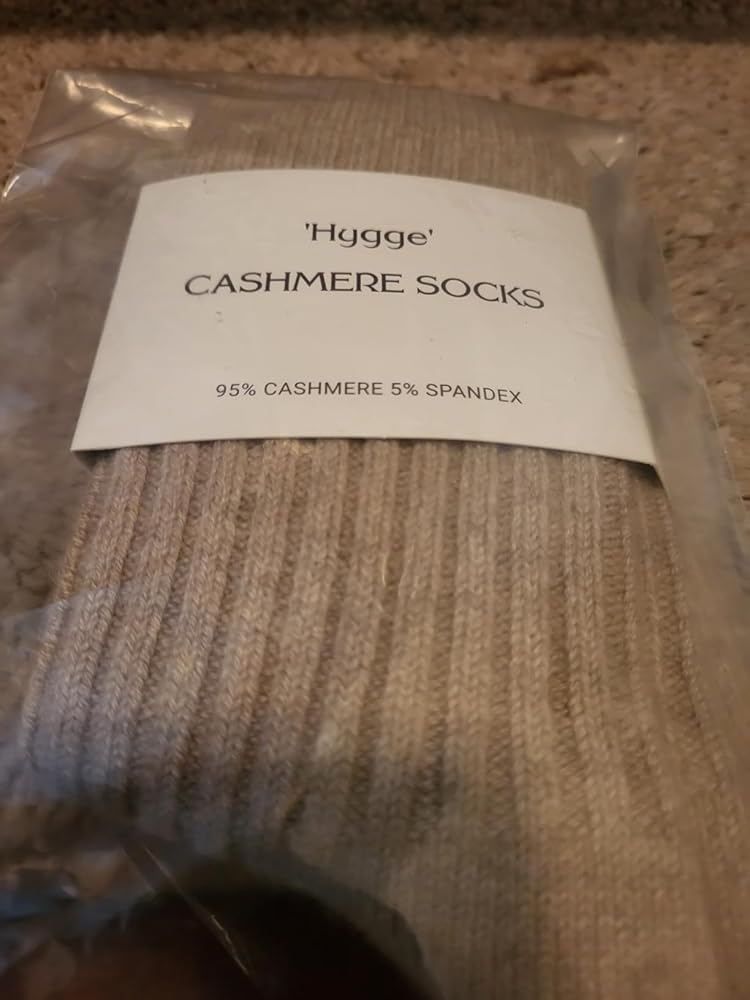 'Hygge'
CASHMERE SOCKS
95% CASHMERE 5% SPANDEX